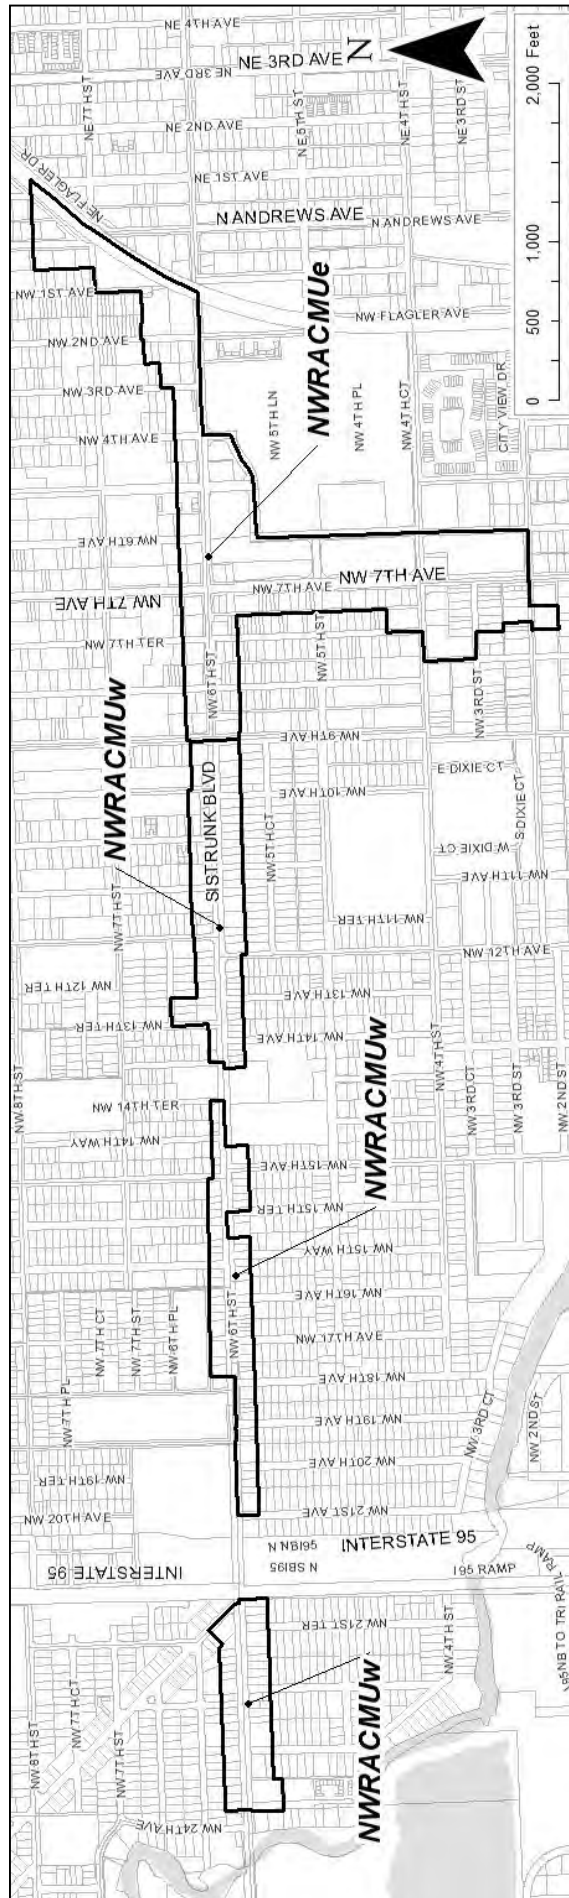 NE 4TH AVE
NE 3RD AVE
NE 3RD AVE
N
NE 7TH ST
NE 2ND AVE
NE 5TH ST
NE 4TH ST
NE 3RD ST
2,000 Feet
1,000
500
0
NE FLAGLER DR
NE 1ST AVE
N ANDREWS AVE
N ANDREWS AVE
NW 1ST AVE
NW FLAGLER AVE
NW 2ND AVE
NW 3RD AVE
NW 4TH AVE
NWRACMUe
NW 5TH LN
NW 4TH PL
NW 4TH CT
CITY VIEW DR
NW 6TH AVE
NW 7TH AVE
NW 7TH AVE
NW 7TH AVE
NW 7TH TER
NW 6TH ST
NW 5TH ST
NW 3RD ST
NWRACMUw
SISTRUNK BLVD
NW 9TH AVE
NW 10TH AVE
E DIXIE CT
S DIXIE CT
W DIXIE CT
NW 5TH CT
NW 11TH AVE
NW 11TH TER
NW 7TH ST
NW 12TH AVE
NW 12TH TER
NW 13TH AVE
NW 13TH TER
NW 14TH AVE
NW 8TH ST
NW 4TH ST
NW 3RD CT
NW 3RD ST
NW 2ND ST
NW 14TH TER
NW 14TH WAY
NWRACMUw
NW 15TH AVE
NW 15TH TER
NW 15TH WAY
NW 16TH AVE
NW 6TH ST
NW 17TH AVE
NW 7TH CT
NW 7TH ST
NW 6TH PL
NW 18TH AVE
NW 7TH PL
NW 19TH AVE
NW 3RD CT
NW 2ND ST
NW 19TH TER
NW 20TH AVE
NW 20TH AVE
NW 21ST AVE
INTERSTATE 95
INTERSTATE 95
N NBI95
N SBI95
I95 RAMP
RAMP
I95NB TO TRI RAIL
NW 21ST TER
NW 4TH ST
NW 8TH ST
NW 7TH CT
NW 7TH ST
NWRACMUw
NW 24TH AVE